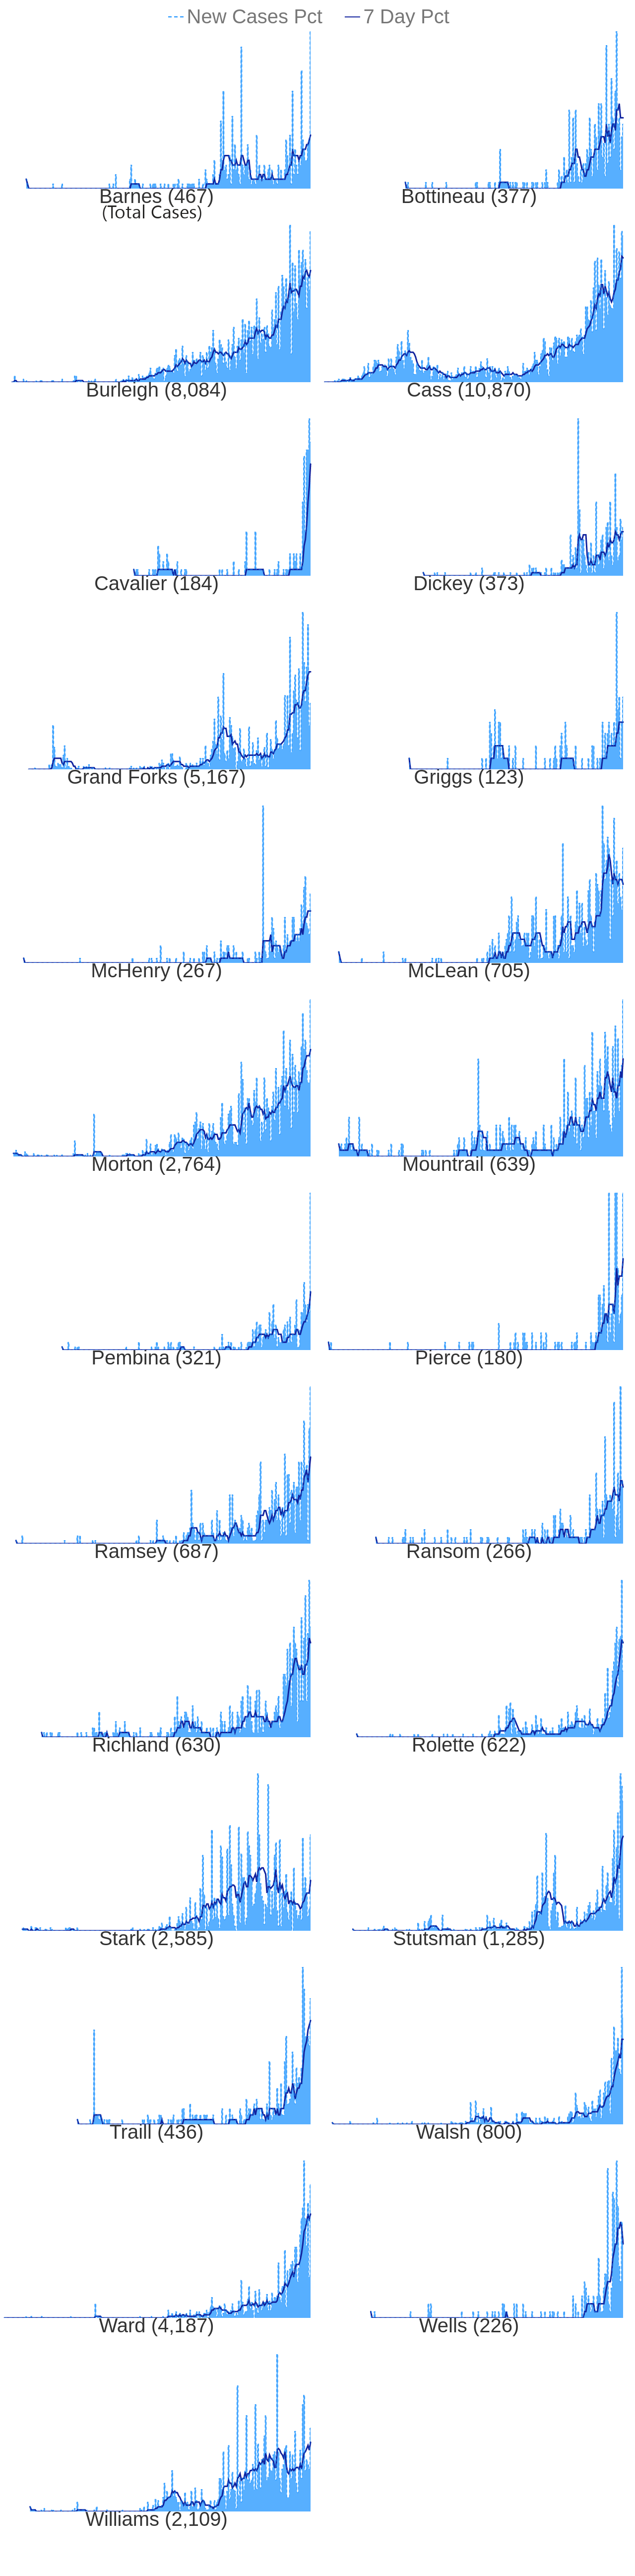 New Cases Pct 7 Day Pct
Barnes (467) Bottineau (377)
(Total Cases)
Burleigh (8,084) Cass (10,870)
Cavalier (184) Dickey (373)
Grand Forks (5,167) Griggs (123)
McHenry (267) McLean (705)
Morton (2,764) Mountrail (639)
Pembina (321) Pierce (180)
Ramsey (687) Ransom (266)
Richland (630) Rolette (622)
Stark (2,585) Stutsman (1,285)
Traill (436) Walsh (800)
Ward (4,187) Wells (226)
Williams (2,109)